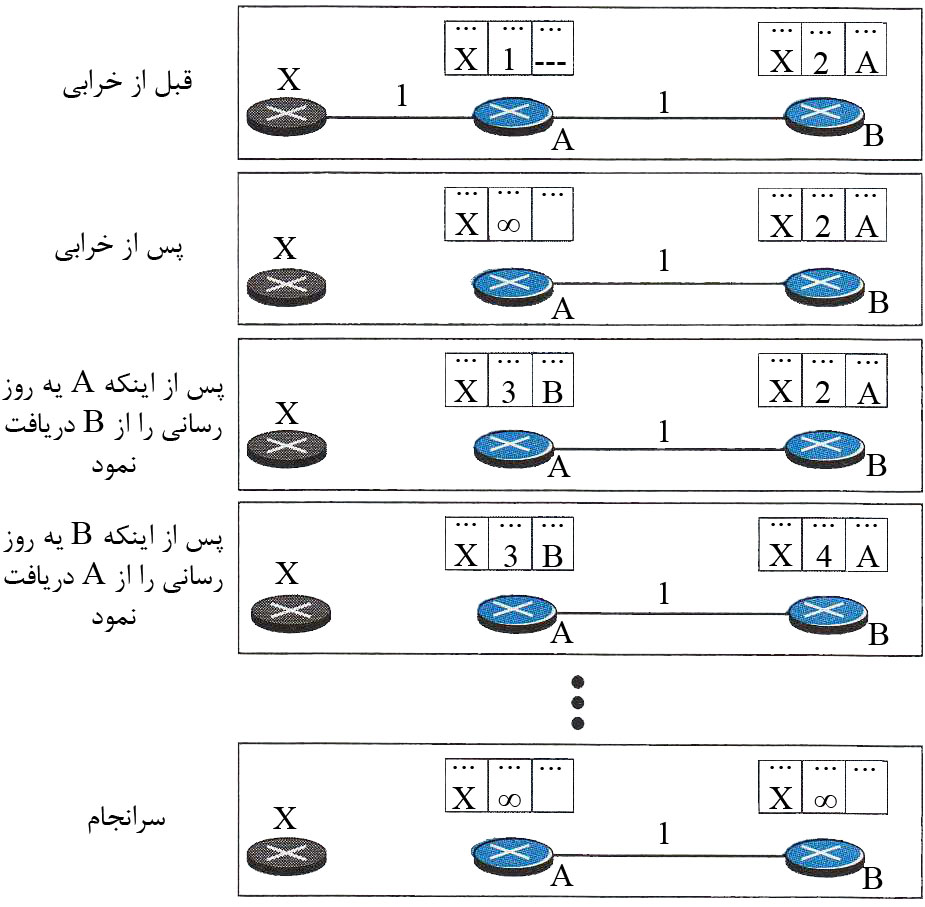 قبل از خرابی
... ... ...
X 1 ---
... ... ...
X 2 A
X
1
1
A
B
پس از خرابی
... ... ...
X ∞
... ... ...
X 2 A
X
1
A
B
پس از اینکه A یه روز
رسانی را از B دریافت
نمود
... ... ...
X 3 B
... ... ...
X 2 A
X
1
A
B
پس از اینکه B یه روز
رسانی را از A دریافت
نمود
... ... ...
X 3 B
... ... ...
X 4 A
X
1
A
B
سرانجام
... ... ...
X ∞
... ... ...
X ∞
X
1
A
B